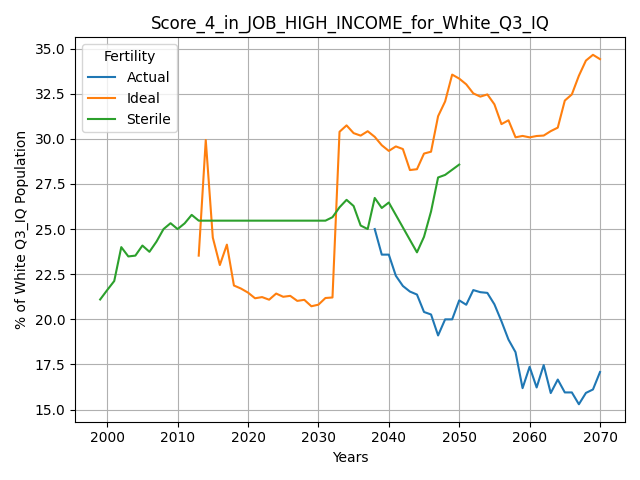 Score_4_in_JOB_HIGH_INCOME_for_White_Q3_IQ
Fertility
Actual
Ideal
Sterile
% of White Q3_IQ Population
35.0
32.5
30.0
27.5
25.0
22.5
20.0
17.5
15.0
2000 2010 2020 2030 2040 2050 2060 2070
Years